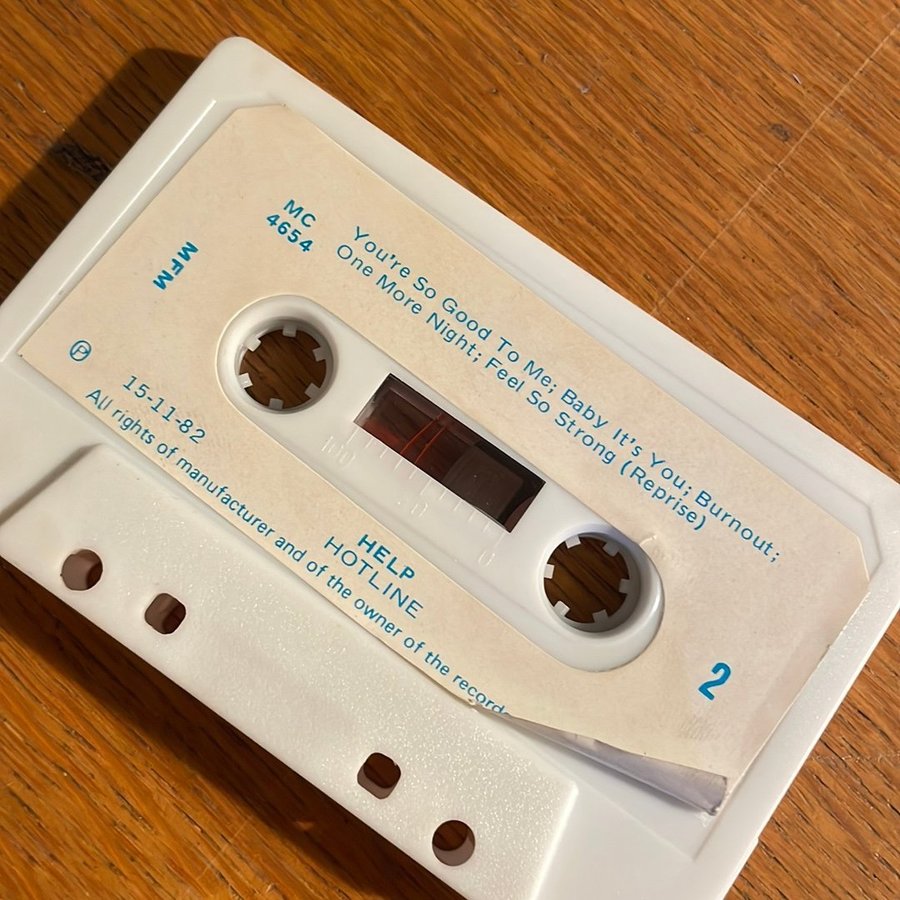 MC
4654
You're So Good To Me; Baby It's You; Burnout;
One More Night; Feel So Strong (Reprise)
MFM
Ⓟ
15-11-82
HELP
HOTLINE
All rights of manufacturer and of the owner of the record
2